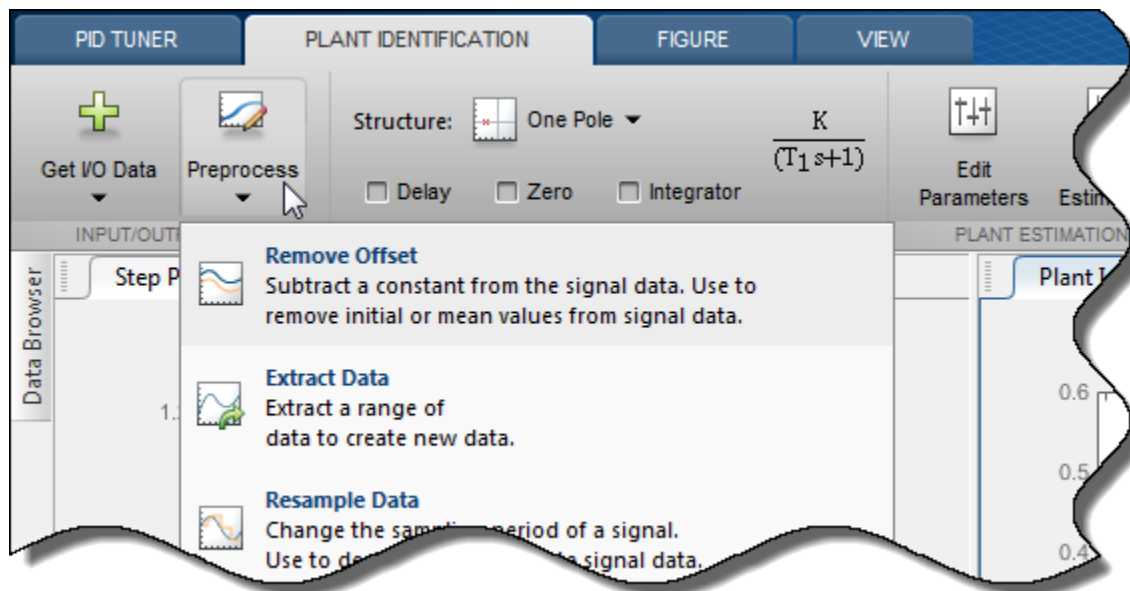 PID TUNER
PLANT IDENTIFICATION
FIGURE
VIEW
Get I/O Data
Preprocess
Structure:
One Pole
Delay
Zero
Integrator
K
(T1s+1)
Edit
Parameters
PLANT ESTIMATION
Data Browser
Step
Remove Offset
Subtract a constant from the signal data. Use to
remove initial or mean values from signal data.
Extract Data
Extract a range of
data to create new data.
Resample Data
Change the sampling period of a signal.
Use to signal data.
Plant
0.6
0.5
0.4